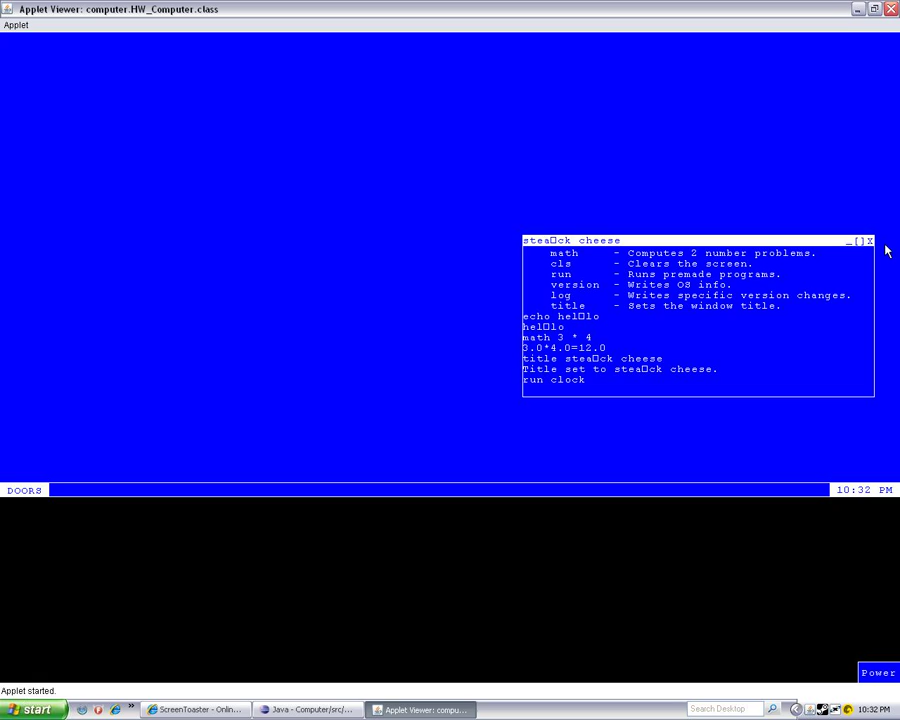 Applet Viewer: computer.HW_Computer.class
Applet
stea□ck cheese _[]X
math - Computes 2 number problems.
cls - Clears the screen.
run - Runs premade programs.
version - Writes OS info.
log - Writes specific version changes.
title - Sets the window title.
echo hel□lo
hel□lo
math 3 * 4
3.0*4.0=12.0
title stea□ck cheese
Title set to stea□ck cheese.
run clock
DOORS 10:32 PM
Power
Applet started.
start ScreenToaster - Onlin... Java - Computer/src/... Applet Viewer: compu... Search Desktop 10:32 PM